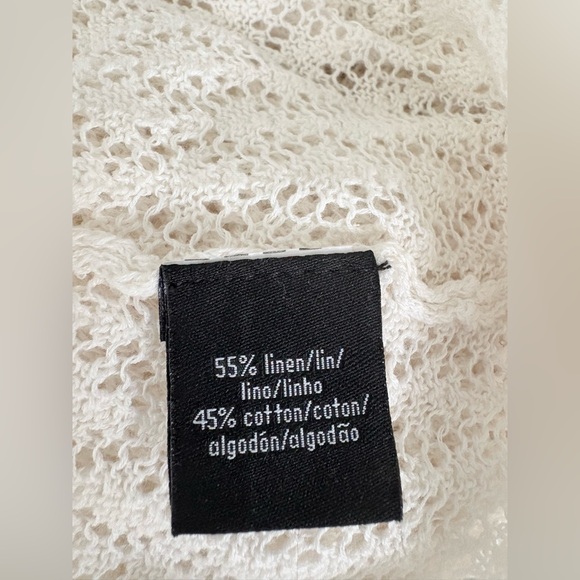 55% linen/lin/
lino/linho
45% cotton/coton/
algodón/algodão